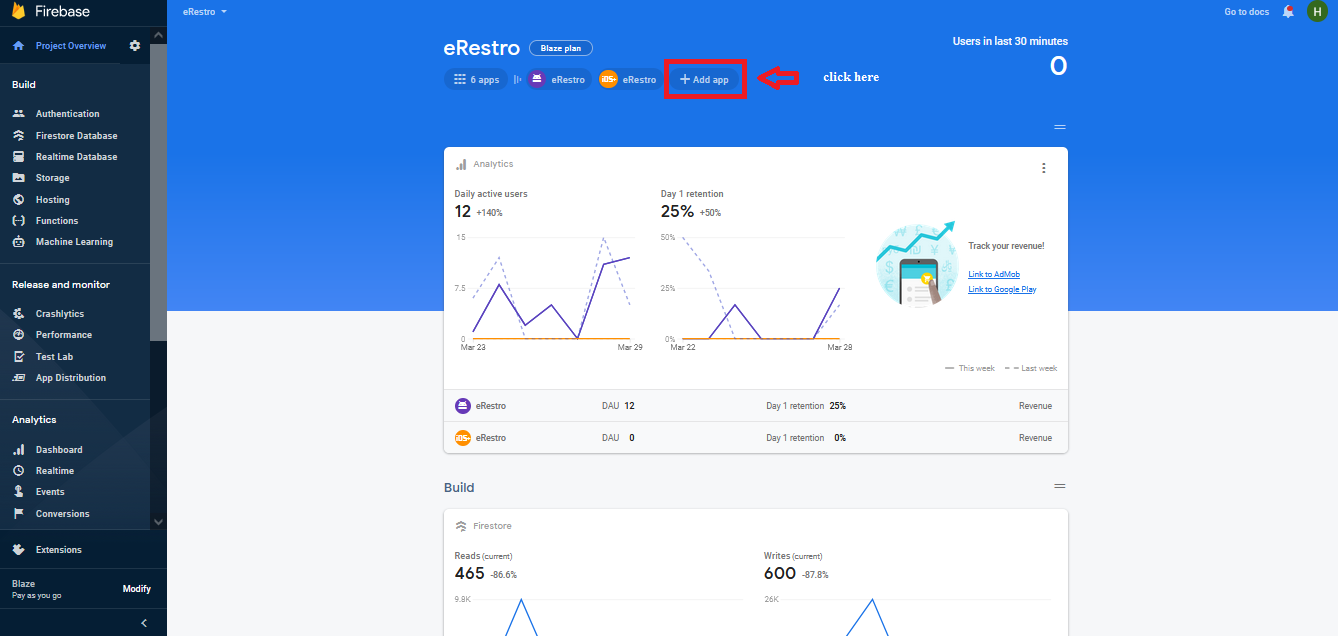 Firebase
eRestro
Go to docs
H
Project Overview
eRestro
Blaze plan
Users in last 30 minutes
0
6 apps
eRestro
iOS+
eRestro
+ Add app
click here
Build
Authentication
Firestore Database
Realtime Database
Storage
Hosting
Functions
Machine Learning
Release and monitor
Crashlytics
Performance
Test Lab
App Distribution
Analytics
Dashboard
Realtime
Events
Conversions
Extensions
Blaze
Pay as you go
Modify
Analytics
Daily active users
12 +140%
15
7.5
0
Mar 23
Mar 29
Day 1 retention
25% +50%
50%
25%
0%
Mar 22
Mar 28
Track your revenue!
Link to AdMob
Link to Google Play
This week
Last week
eRestro DAU 12 Day 1 retention 25% Revenue
iOS+ eRestro DAU 0 Day 1 retention 0% Revenue
Build
Firestore
Reads (current)
465 -86.6%
9.8K
Writes (current)
600 -87.8%
26K